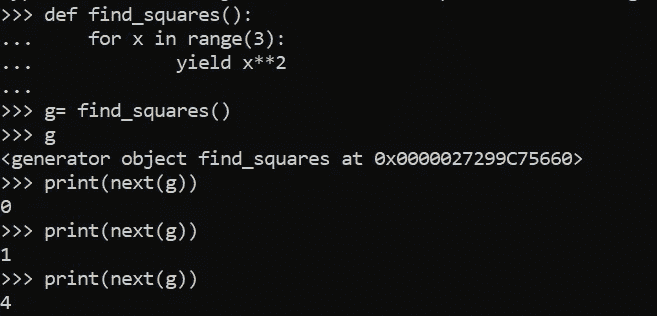 >>> def find_squares():
...     for x in range(3):
...             yield x**2
...
>>> g= find_squares()
>>> g
<generator object find_squares at 0x0000027299C75660>
>>> print(next(g))
0
>>> print(next(g))
1
>>> print(next(g))
4